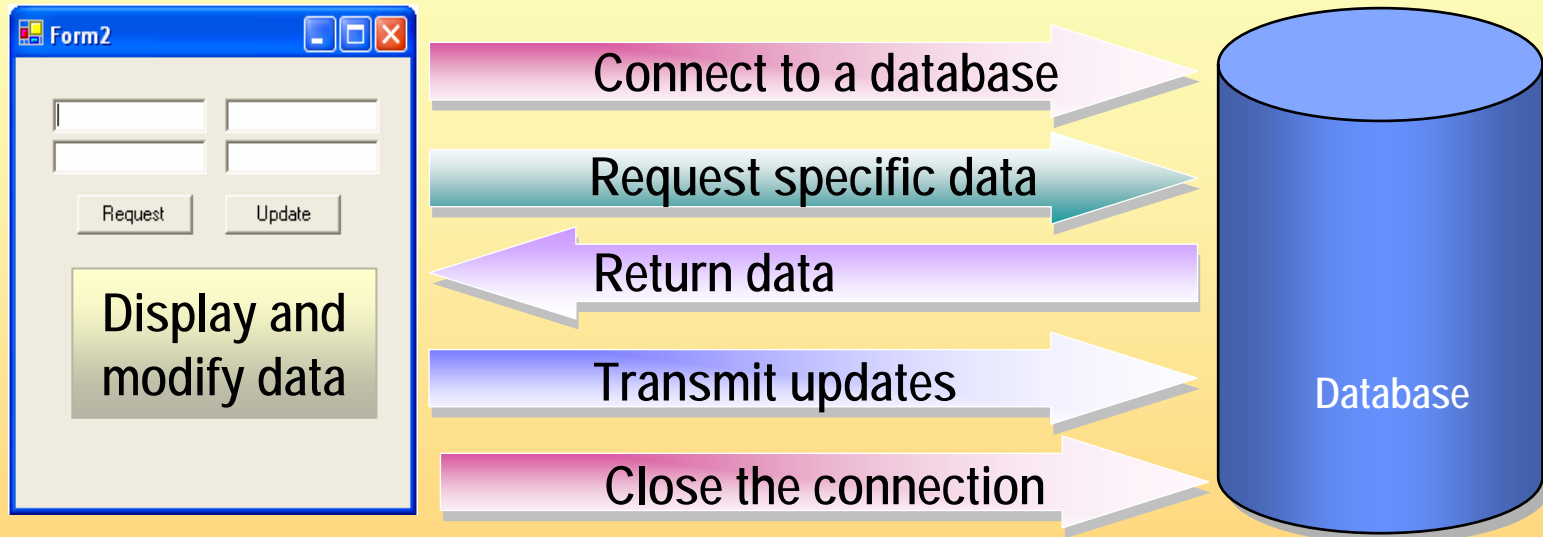 Form2
Request
Update
Display and
modify data
Connect to a database
Request specific data
Return data
Transmit updates
Close the connection
Database